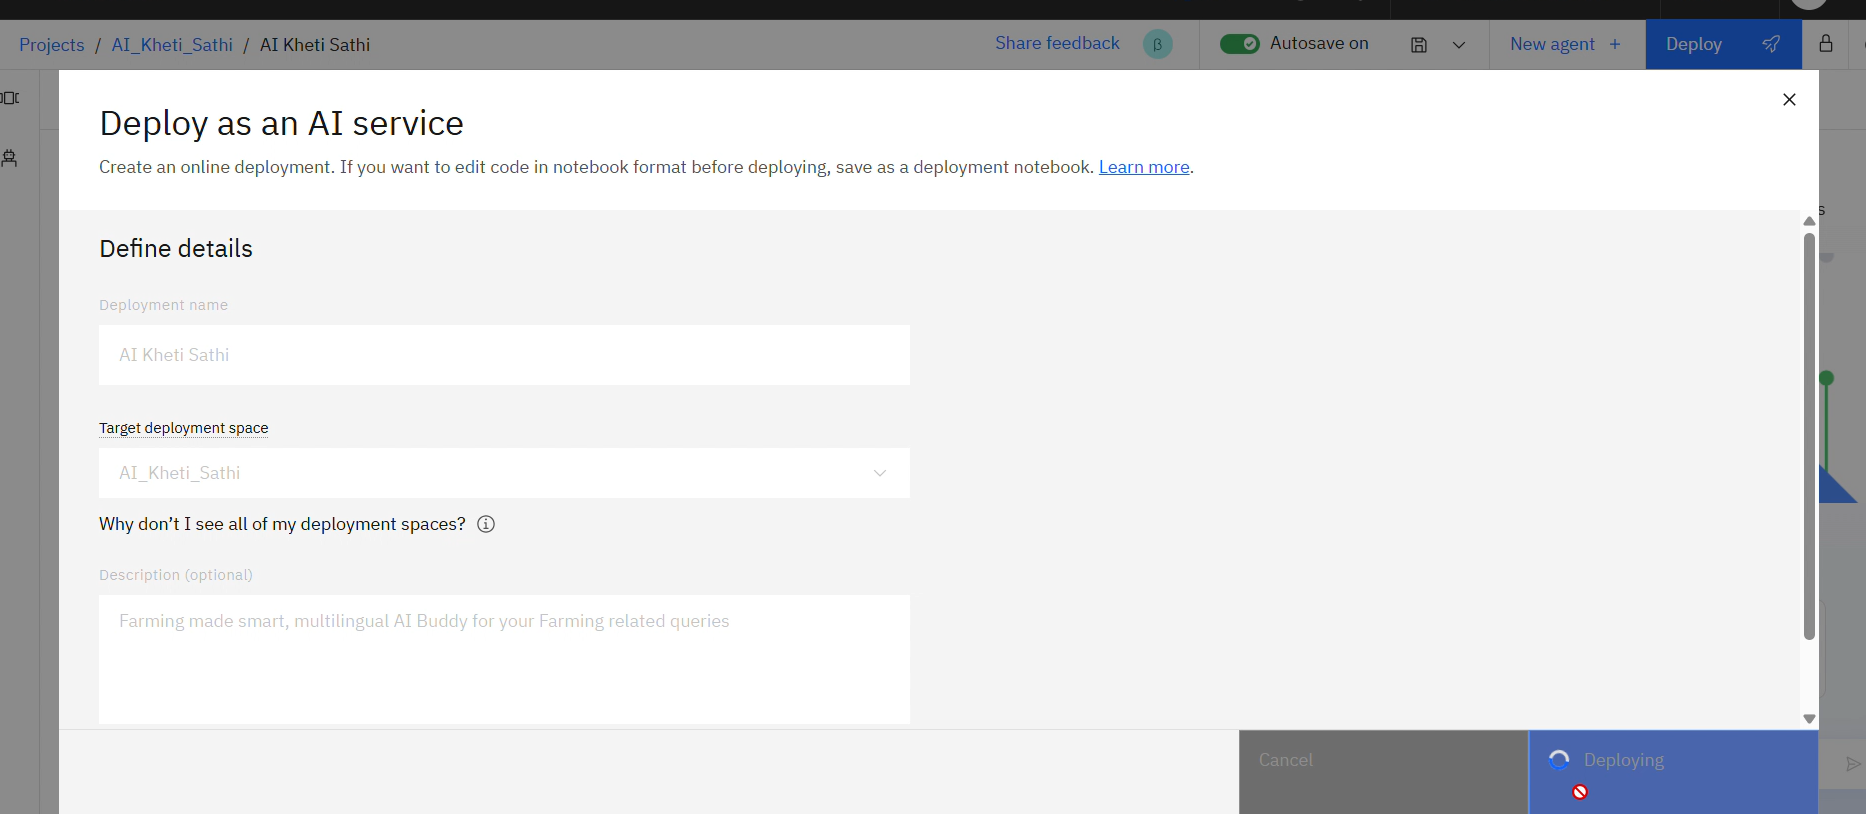 Projects / AI_Kheti_Sathi / AI Kheti Sathi
Share feedback β Autosave on New agent + Deploy
Deploy as an AI service
Create an online deployment. If you want to edit code in notebook format before deploying, save as a deployment notebook. Learn more.
Define details
Deployment name
AI Kheti Sathi
Target deployment space
AI_Kheti_Sathi
Why don't I see all of my deployment spaces?
Description (optional)
Farming made smart, multilingual AI Buddy for your Farming related queries
Cancel Deploying